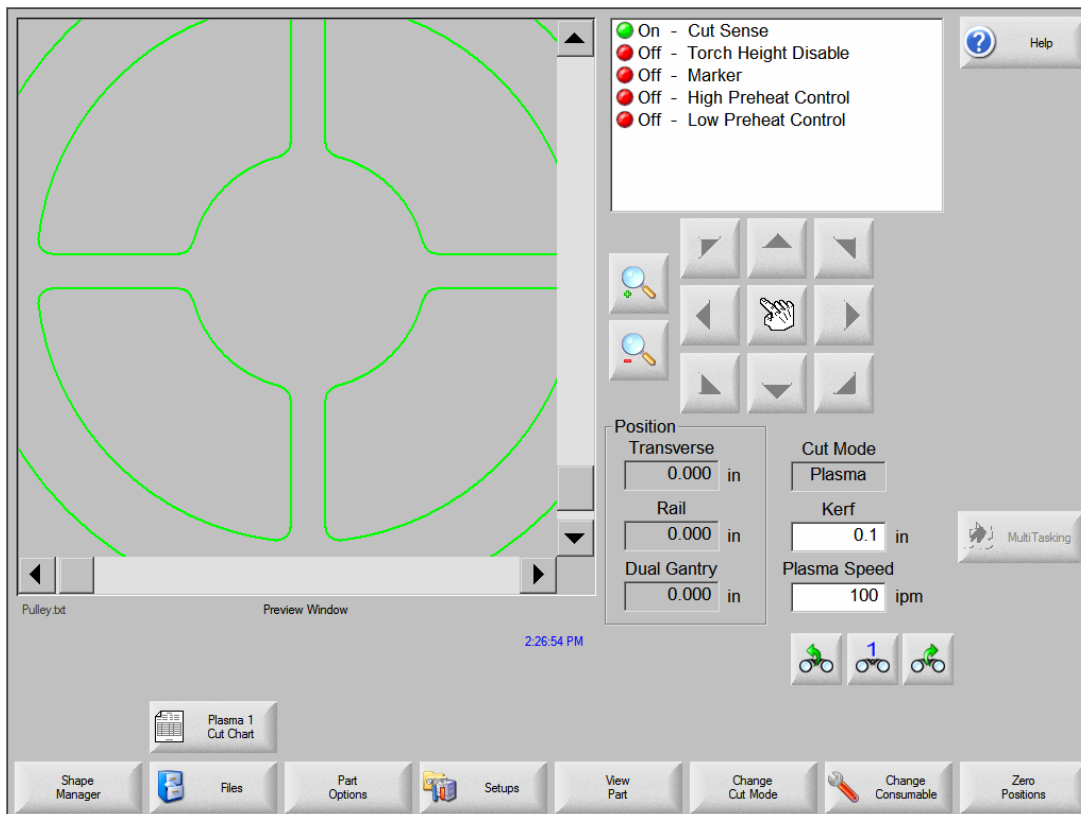 On - Cut Sense
Off - Torch Height Disable
Off - Marker
Off - High Preheat Control
Off - Low Preheat Control
Help
Position
Transverse
0.000 in
Rail
0.000 in
Dual Gantry
0.000 in
Cut Mode
Plasma
Kerf
0.1 in
Plasma Speed
100 ipm
MultiTasking
Pulley.txt
Preview Window
2:26:54 PM
1
Plasma 1
Cut Chart
Shape
Manager
Files
Part
Options
Setups
View
Part
Change
Cut Mode
Change
Consumable
Zero
Positions